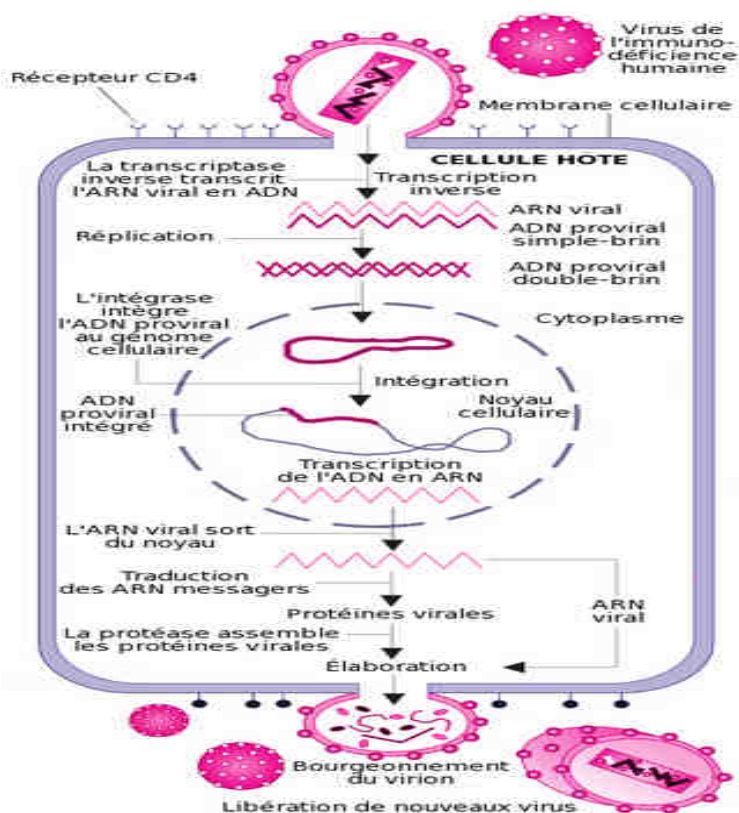 Virus de
l'immuno-
déficience
humaine
Récepteur CD4
Membrane cellulaire
CELLULE HOTE
La transcriptase
inverse transcrit
l'ARN viral en ADN
Transcription
inverse
ARN viral
ADN proviral
simple-brin
Réplication
ADN proviral
double-brin
L'intégrase
intègre
l'ADN proviral
au génome
cellulaire
Cytoplasme
Intégration
ADN
proviral
intégré
Noyau
cellulaire
Transcription
de l'ADN en ARN
L'ARN viral sort
du noyau
Traduction
des ARN messagers
ARN
viral
Protéines virales
La protéase assemble
les protéines virales
Élaboration
Bourgeonnement
du virion
Libération de nouveaux virus